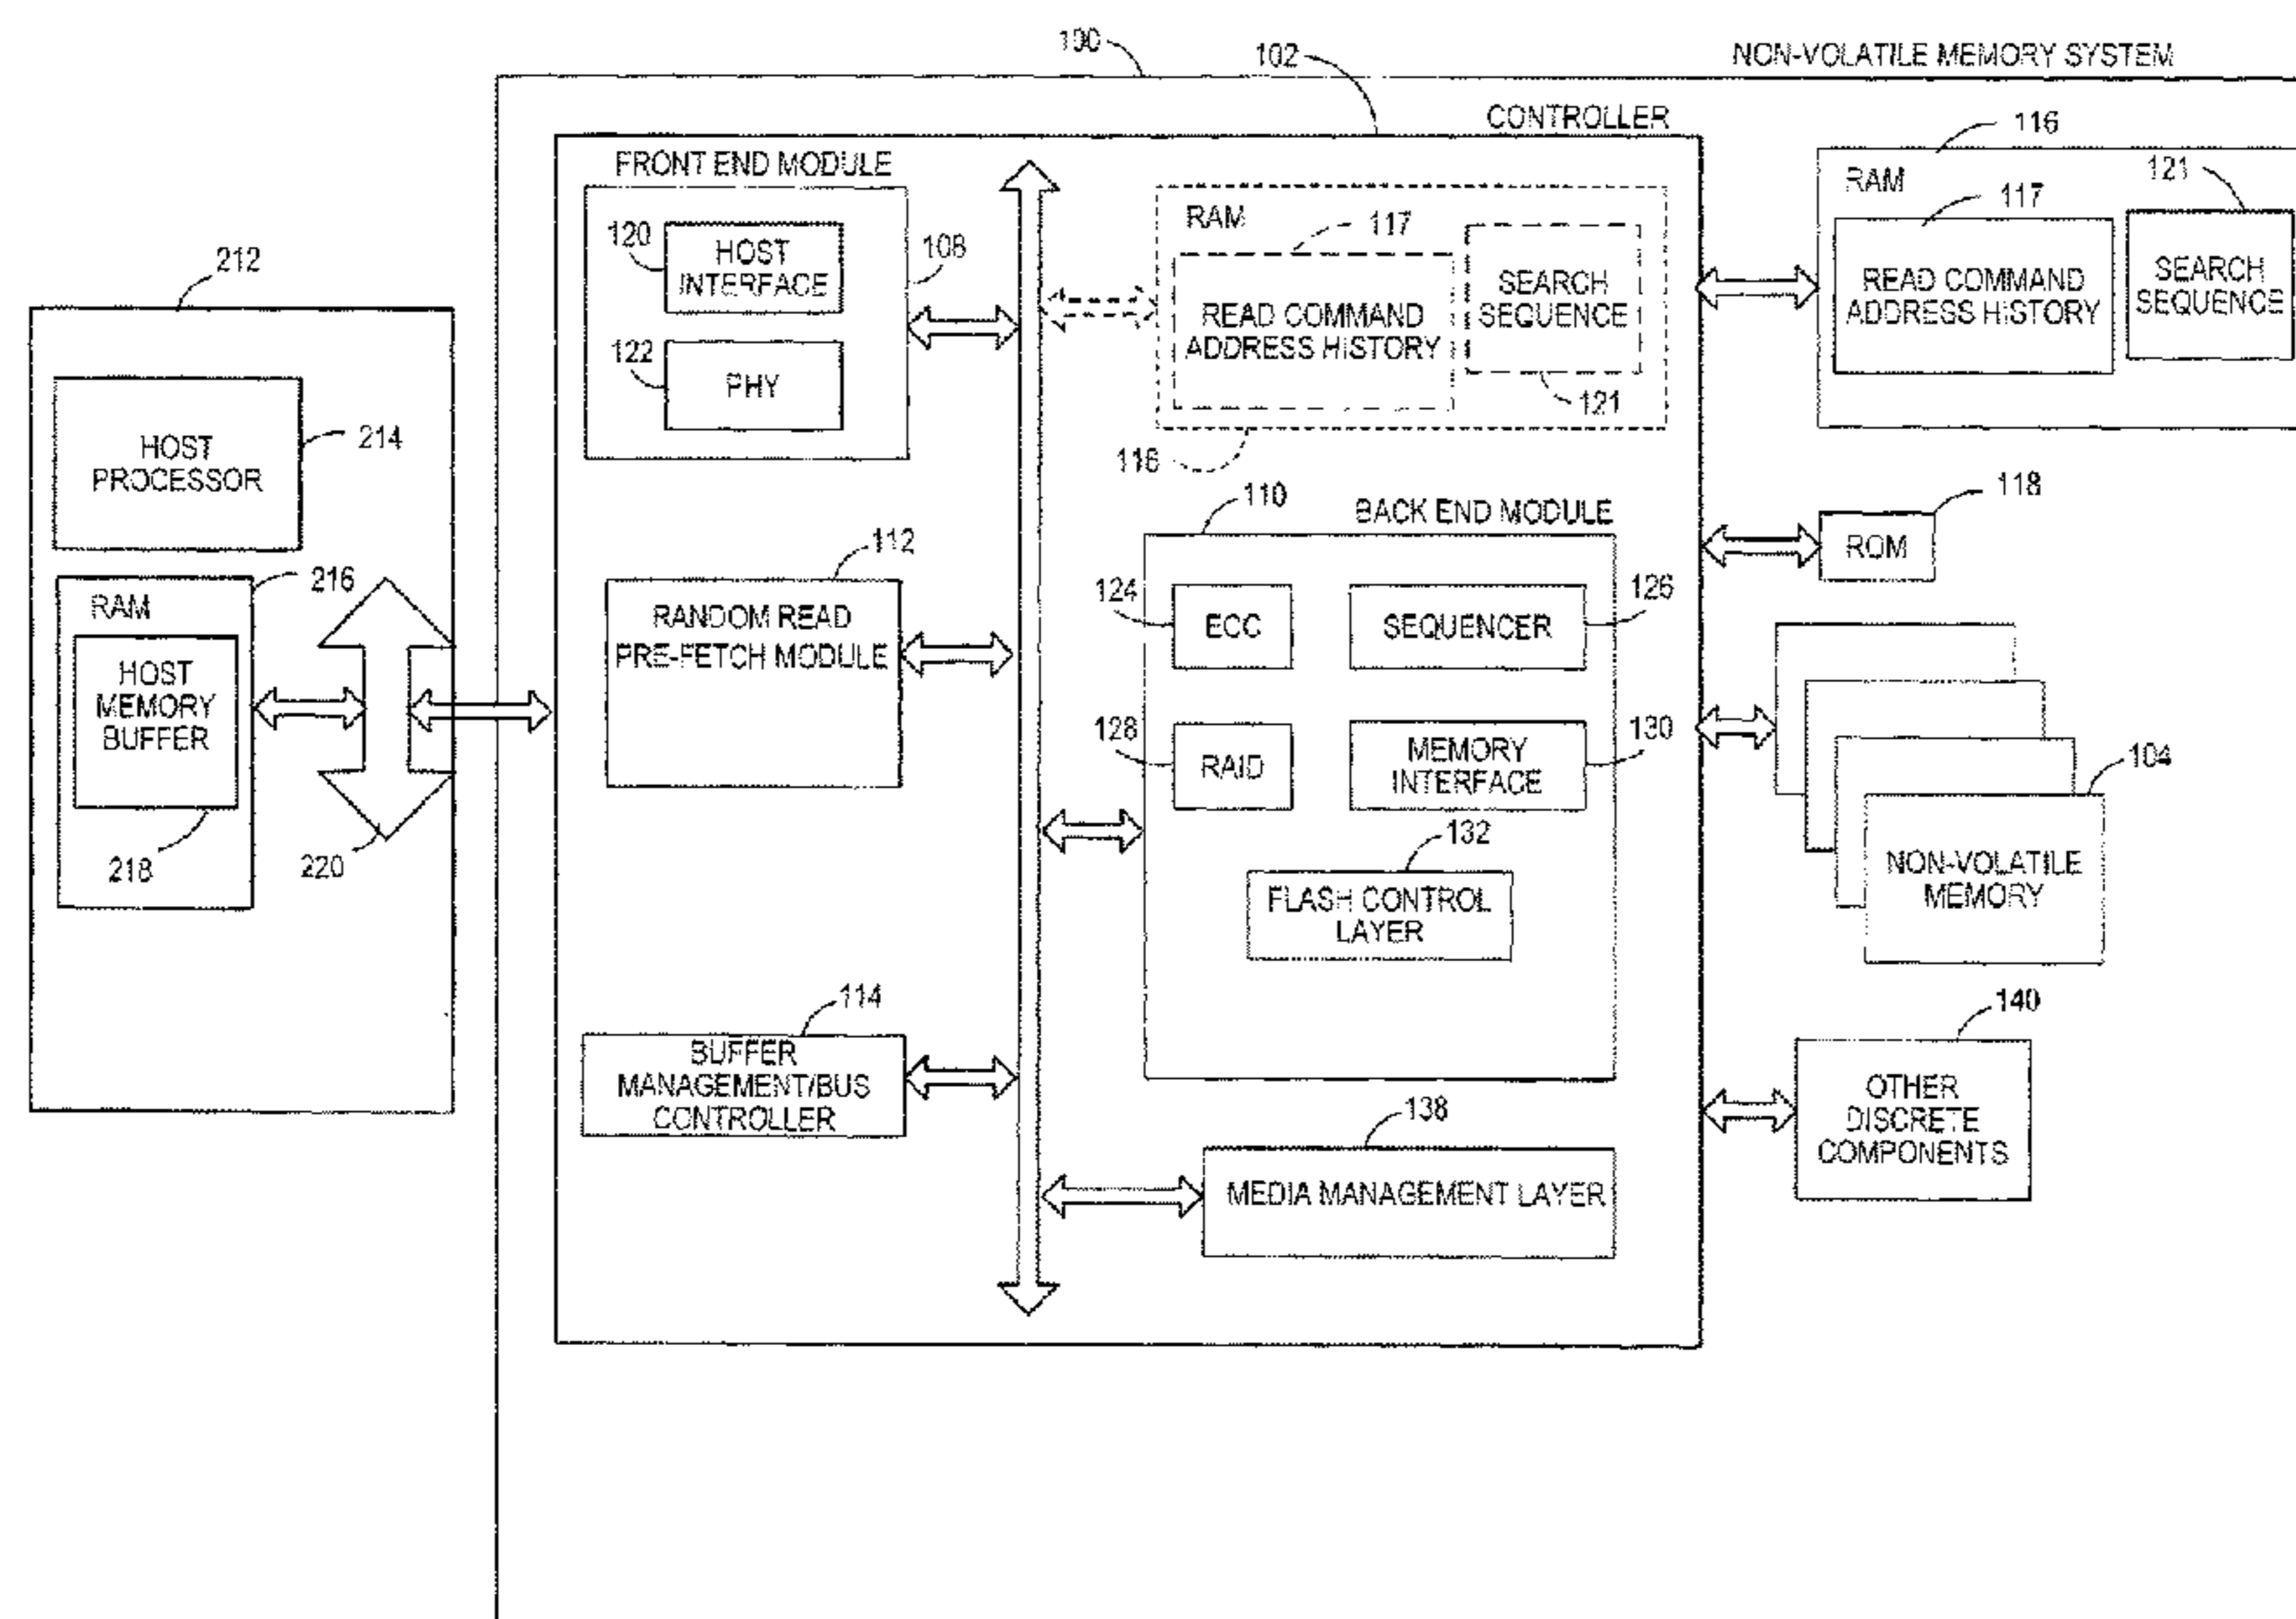 100
102
NON-VOLATILE MEMORY SYSTEM
CONTROLLER
116
RAM
121
117
READ COMMAND
ADDRESS HISTORY
SEARCH
SEQUENCE
FRONT END MODULE
120
HOST
INTERFACE
108
122
PHY
RAM
117
READ COMMAND
ADDRESS HISTORY
SEARCH
SEQUENCE
121
116
212
HOST
PROCESSOR
214
RAM
216
HOST
MEMORY
BUFFER
218
220
112
RANDOM READ
PRE-FETCH MODULE
110
BACK END MODULE
124
ECC
SEQUENCER
126
128
RAID
MEMORY
INTERFACE
130
132
FLASH CONTROL
LAYER
118
ROM
104
NON-VOLATILE
MEMORY
114
BUFFER
MANAGEMENT/BUS
CONTROLLER
138
MEDIA MANAGEMENT LAYER
140
OTHER
DISCRETE
COMPONENTS